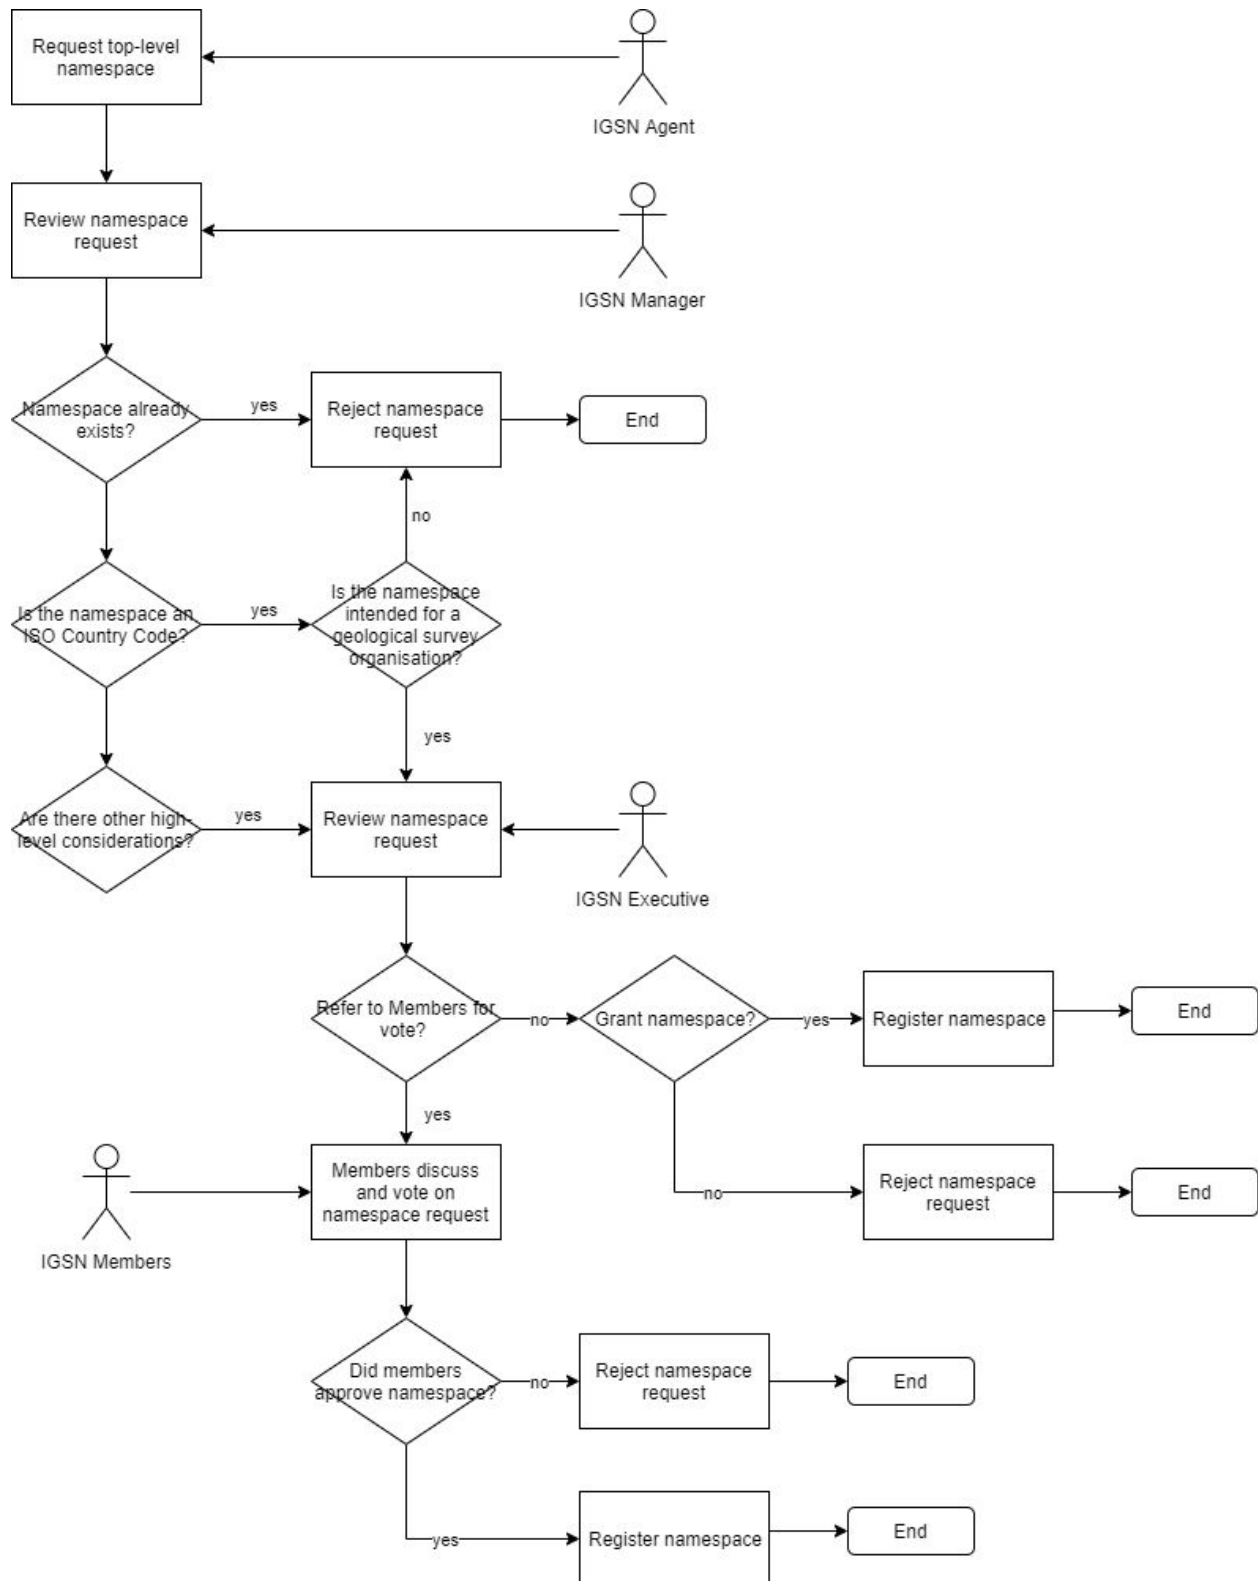 Request top-level
namespace
IGSN Agent
Review namespace
request
IGSN Manager
Namespace already
exists?
yes
Reject namespace
request
End
no
Is the namespace an
ISO Country Code?
yes
Is the namespace
intended for a
geological survey
organisation?
yes
Are there other high-
level considerations?
yes
Review namespace
request
IGSN Executive
Refer to Members for
vote?
no
Grant namespace?
yes
Register namespace
End
yes
no
Reject namespace
request
End
IGSN Members
Members discuss
and vote on
namespace request
Did members
approve namespace?
no
Reject namespace
request
End
yes
Register namespace
End